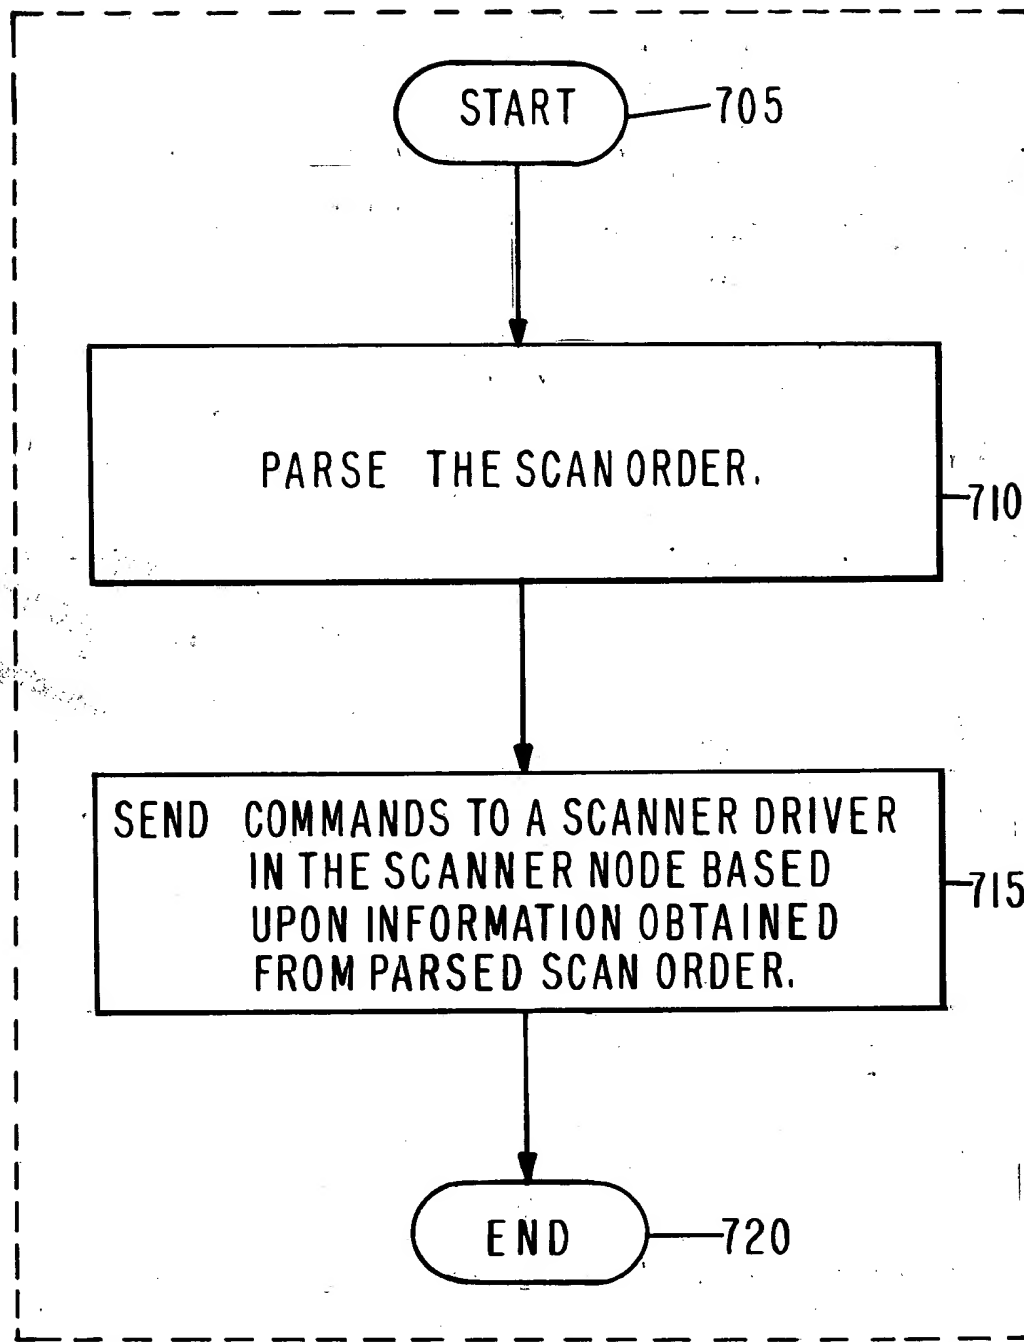 START
705
PARSE THE SCAN ORDER.
710
SEND COMMANDS TO A SCANNER DRIVER
IN THE SCANNER NODE BASED
UPON INFORMATION OBTAINED
FROM PARSED SCAN ORDER.
715
END
720